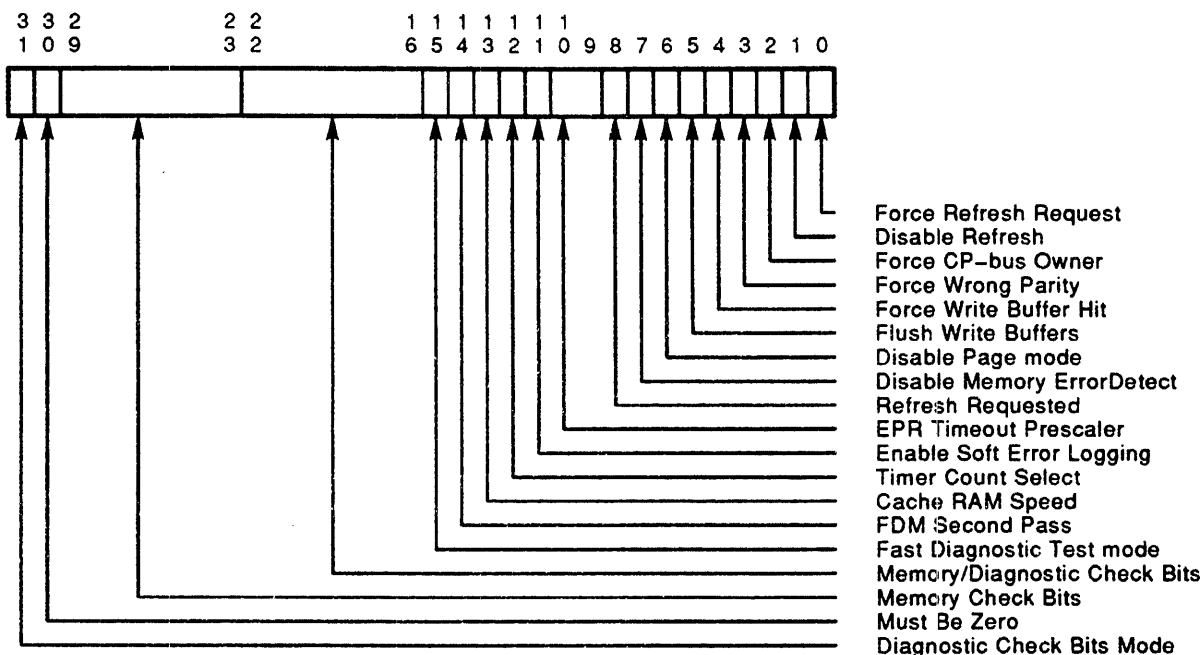 3 3 2 2 2 1 1 1 1 1 1 1
1 0 9 3 2 6 5 4 3 2 1 0 9 8 7 6 5 4 3 2 1 0
Force Refresh Request
Disable Refresh
Force CP-bus Owner
Force Wrong Parity
Force Write Buffer Hit
Flush Write Buffers
Disable Page mode
Disable Memory ErrorDetect
Refresh Requested
EPR Timeout Prescaler
Enable Soft Error Logging
Timer Count Select
Cache RAM Speed
FDM Second Pass
Fast Diagnostic Test mode
Memory/Diagnostic Check Bits
Memory Check Bits
Must Be Zero
Diagnostic Check Bits Mode